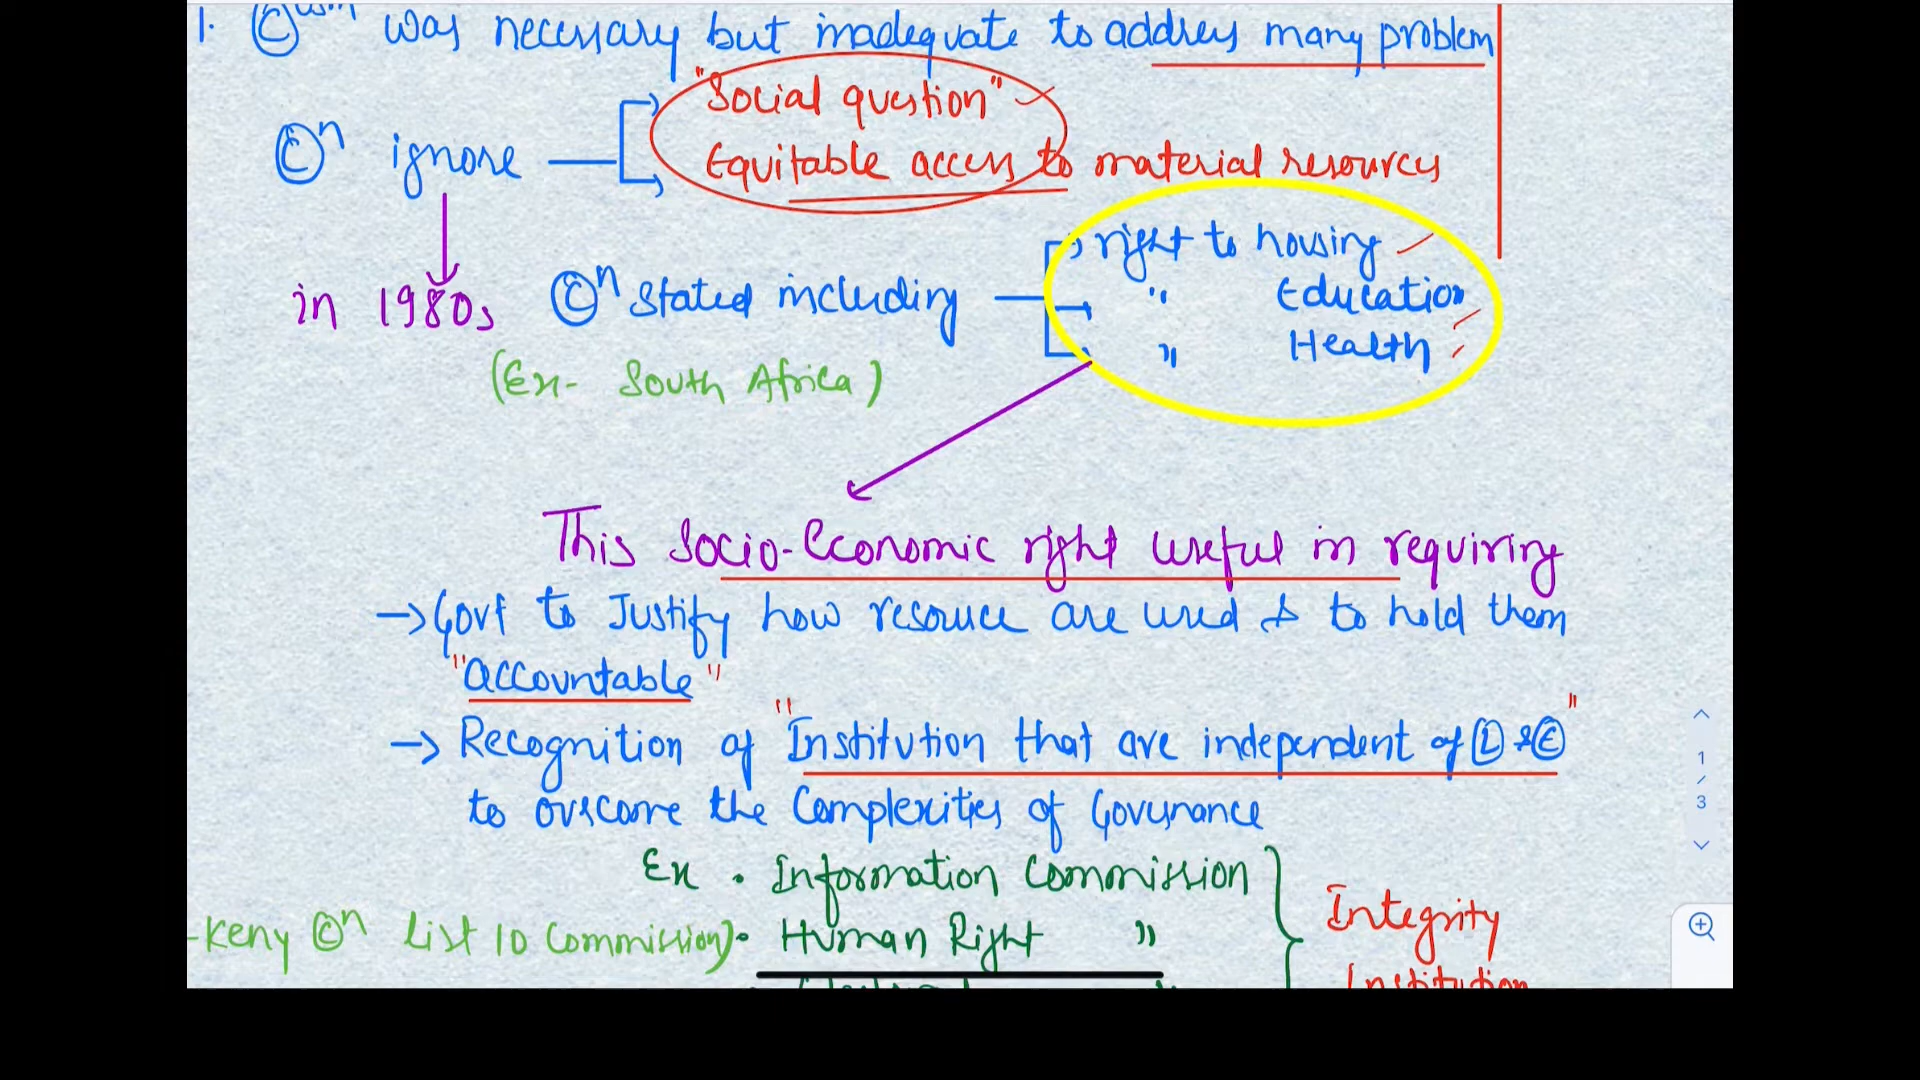 1. ©ism was necessary but inadequate to address many problem
©n ignore — "Social question"
Equitable access to material resources
right to housing
in 1980s ©n stated including — " Education
" Health
(Ex- South Africa)
This Socio-Economic right useful in requiring
→ Govt to Justify how resource are used & to hold them
"accountable"
→ Recognition of "Institution that are independent of Ⓛ & Ⓔ"
to overcome the Complexities of Governance
Ex • Information Commission
-Keny ©n list 10 Commission) • Human Right "
Integrity
Institution
1
/
3